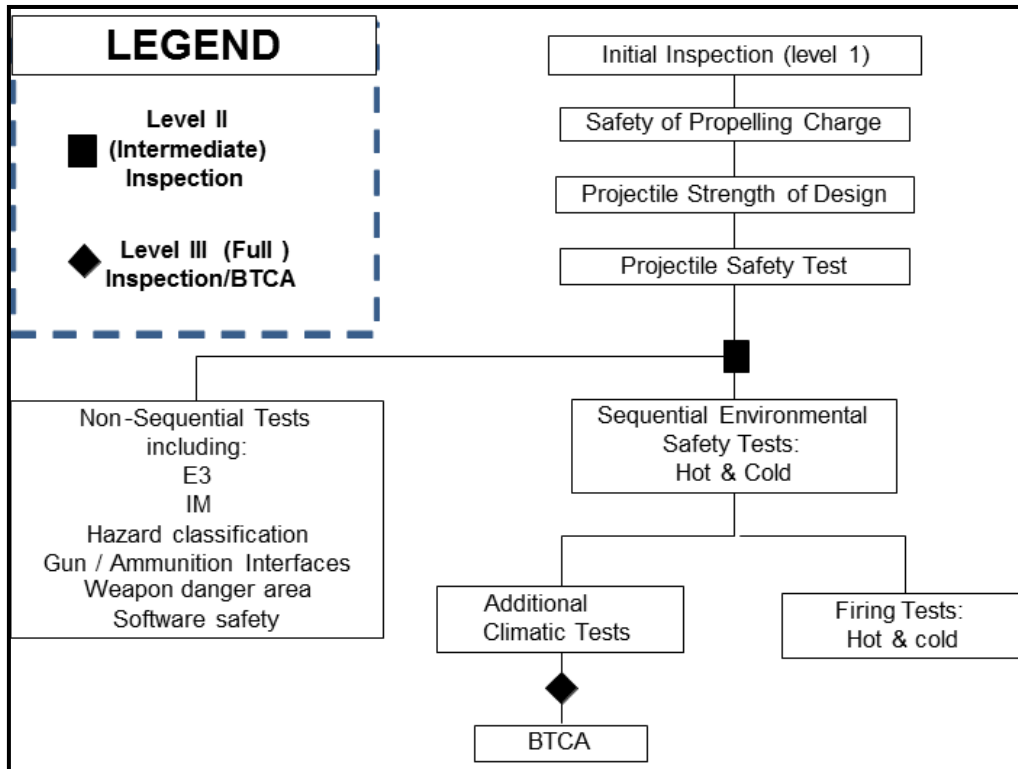 LEGEND
Level II
(Intermediate)
Inspection
Level III (Full )
Inspection/BTCA
Initial Inspection (level 1)
Safety of Propelling Charge
Projectile Strength of Design
Projectile Safety Test
Non-Sequential Tests
including:
E3
IM
Hazard classification
Gun / Ammunition Interfaces
Weapon danger area
Software safety
Sequential Environmental
Safety Tests:
Hot & Cold
Additional
Climatic Tests
Firing Tests:
Hot & cold
BTCA